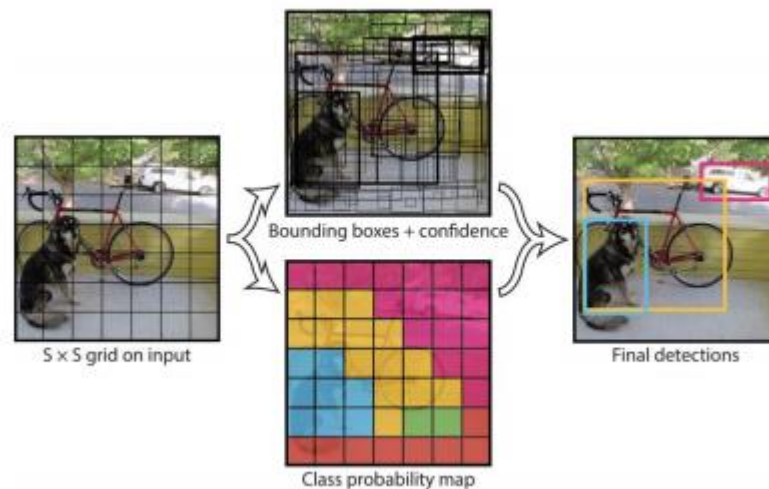 Bounding boxes + confidence
S × S grid on input
Final detections
Class probability map